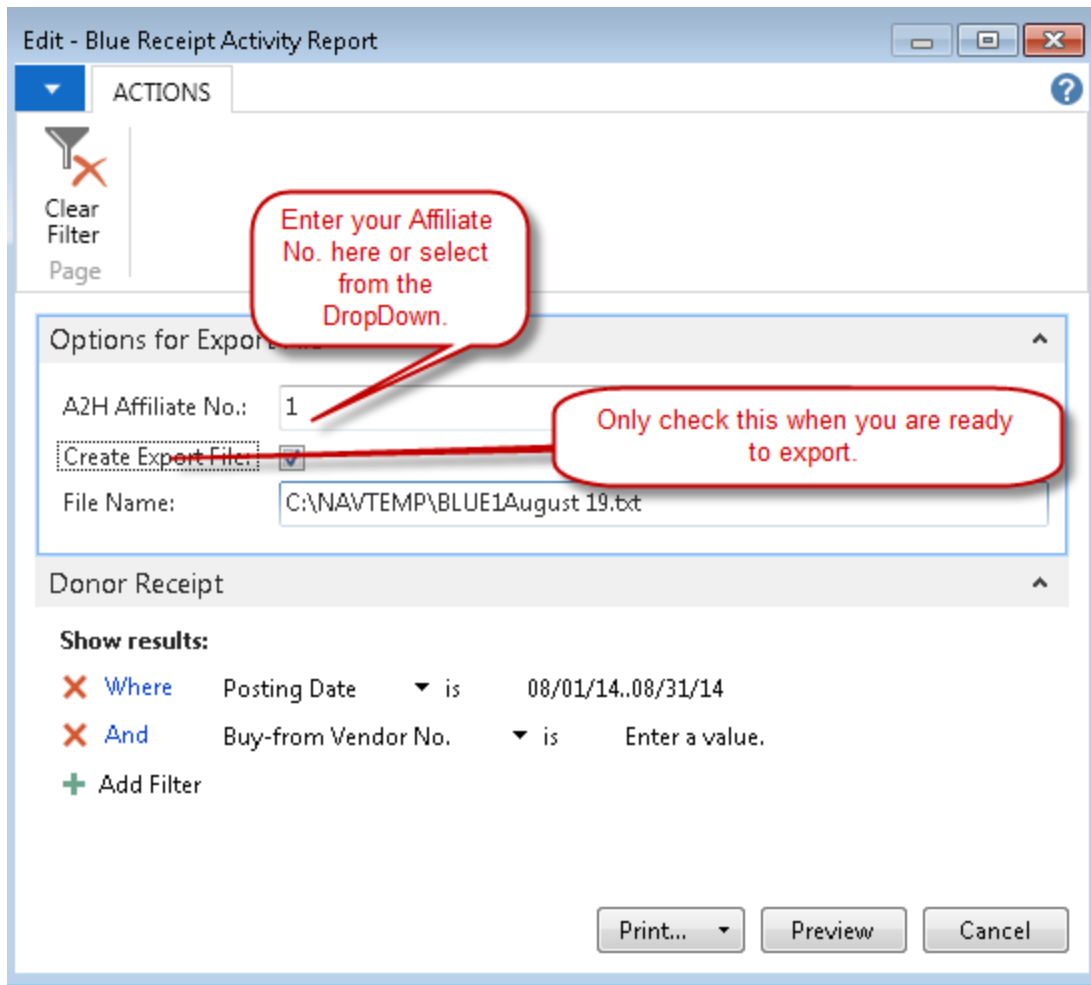 Edit - Blue Receipt Activity Report
ACTIONS
Clear
Filter
Page
Enter your Affiliate
No. here or select
from the
DropDown.
Options for Export
A2H Affiliate No.: 1
Only check this when you are ready
to export.
Create Export File:
File Name: C:\NAVTEMP\BLUE1August 19.txt
Donor Receipt
Show results:
Where Posting Date is 08/01/14..08/31/14
And Buy-from Vendor No. is Enter a value.
Add Filter
Print... Preview Cancel